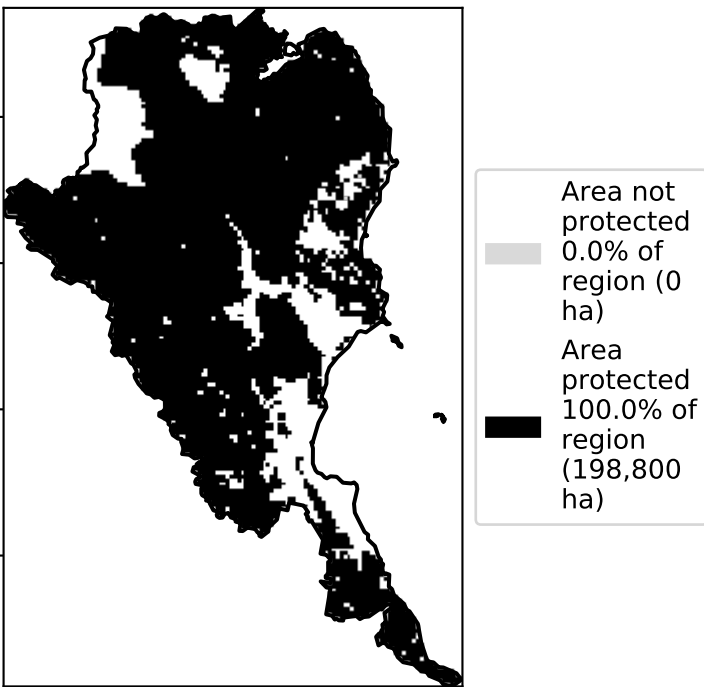 Area not
protected
0.0% of
region (0
ha)
Area
protected
100.0% of
region
(198,800
ha)